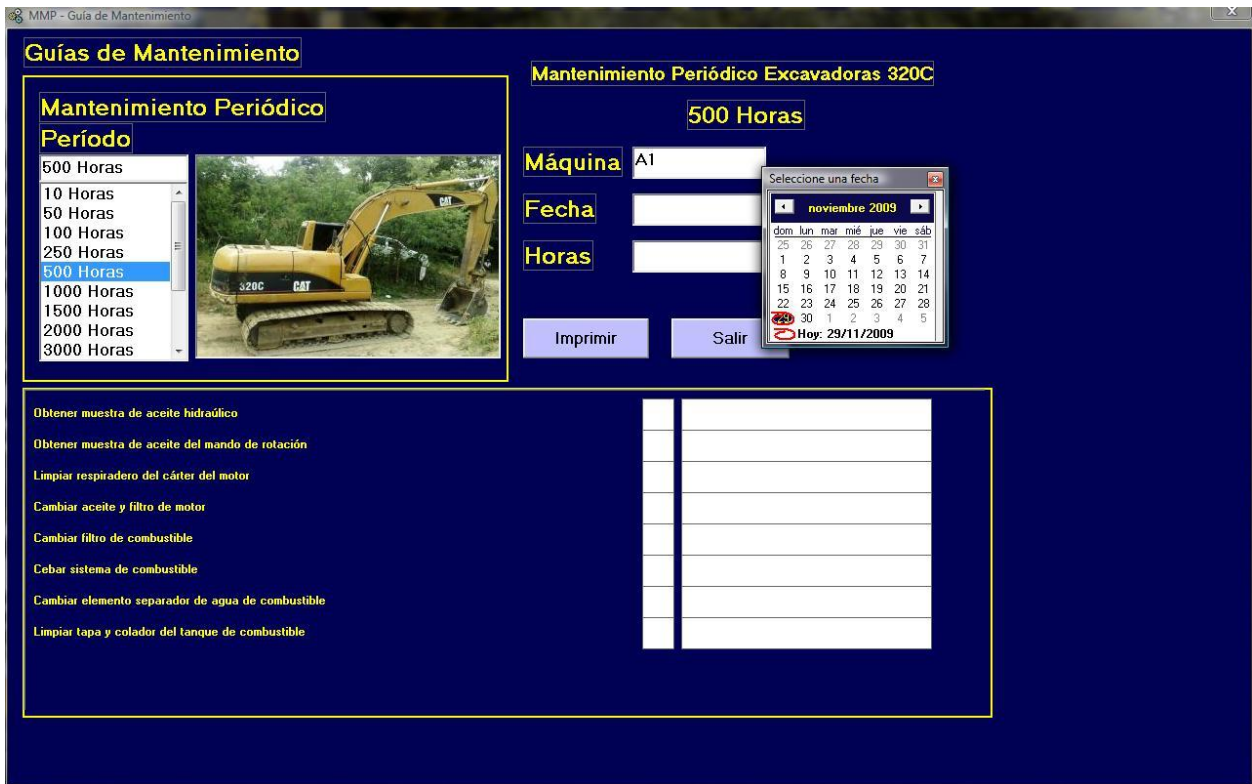 MMP - Guía de Mantenimiento
Guías de Mantenimiento
Mantenimiento Periódico
Período
500 Horas
10 Horas
50 Horas
100 Horas
250 Horas
500 Horas
1000 Horas
1500 Horas
2000 Horas
3000 Horas
CAT
320C CAT
Mantenimiento Periódico Excavadoras 320C
500 Horas
Máquina A1
Fecha
Horas
Imprimir Salir
Seleccione una fecha
noviembre 2009
dom lun mar mié jue vie sáb
25 26 27 28 29 30 31
1 2 3 4 5 6 7
8 9 10 11 12 13 14
15 16 17 18 19 20 21
22 23 24 25 26 27 28
29 30 1 2 3 4 5
Hoy: 29/11/2009
Obtener muestra de aceite hidraúlico
Obtener muestra de aceite del mando de rotación
Limpiar respiradero del cárter del motor
Cambiar aceite y filtro de motor
Cambiar filtro de combustible
Cebar sistema de combustible
Cambiar elemento separador de agua de combustible
Limpiar tapa y colador del tanque de combustible